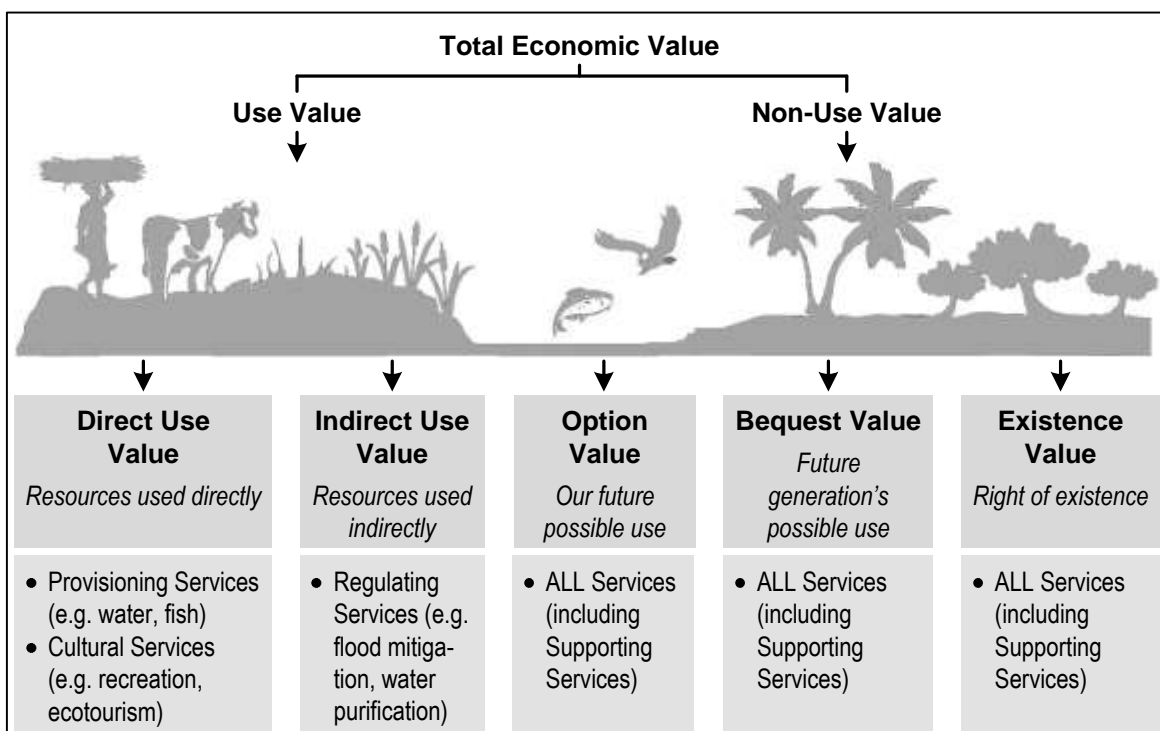 Total Economic Value
Use Value
Non-Use Value
Direct Use
Value
Resources used directly
Indirect Use
Value
Resources used
indirectly
Option
Value
Our future
possible use
Bequest Value
Future
generation’s
possible use
Existence
Value
Right of existence
• Provisioning Services
(e.g. water, fish)
• Cultural Services
(e.g. recreation,
ecotourism)
• Regulating
Services (e.g.
flood mitiga-
tion, water
purification)
• ALL Services
(including
Supporting
Services)
• ALL Services
(including
Supporting
Services)
• ALL Services
(including
Supporting
Services)